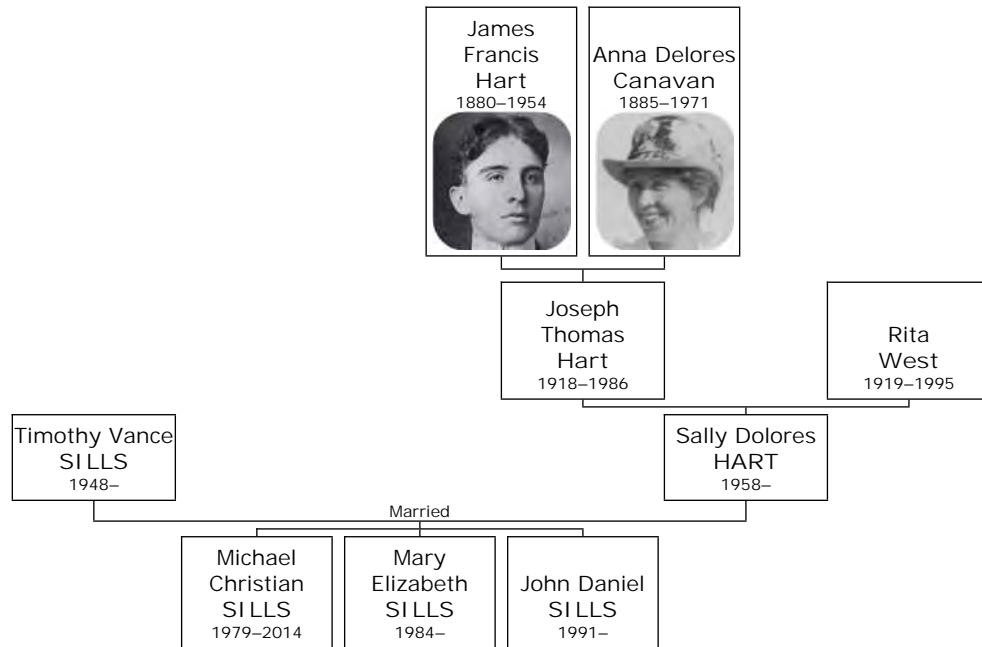 James
Francis
Hart
1880–1954
Anna Delores
Canavan
1885–1971
Joseph
Thomas
Hart
1918–1986
Rita
West
1919–1995
Timothy Vance
SILLS
1948–
Sally Dolores
HART
1958–
Married
Michael
Christian
SILLS
1979–2014
Mary
Elizabeth
SILLS
1984–
John Daniel
SILLS
1991–